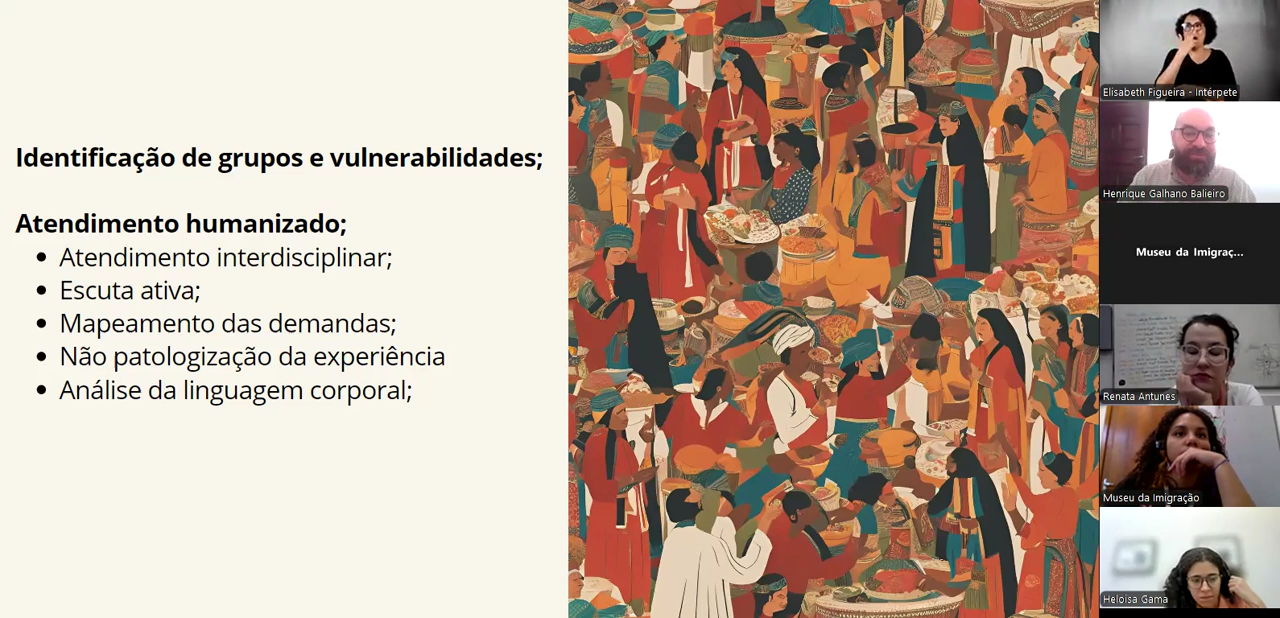 Identificação de grupos e vulnerabilidades;
Atendimento humanizado;
Atendimento interdisciplinar;
Escuta ativa;
Mapeamento das demandas;
Não patologização da experiência
Análise da linguagem corporal;
Elisabeth Figueira - Intérpete
Henrique Galhano Balieiro
Museu da Imigraç...
Renata Antunes
Museu da Imigração
Heloisa Gama